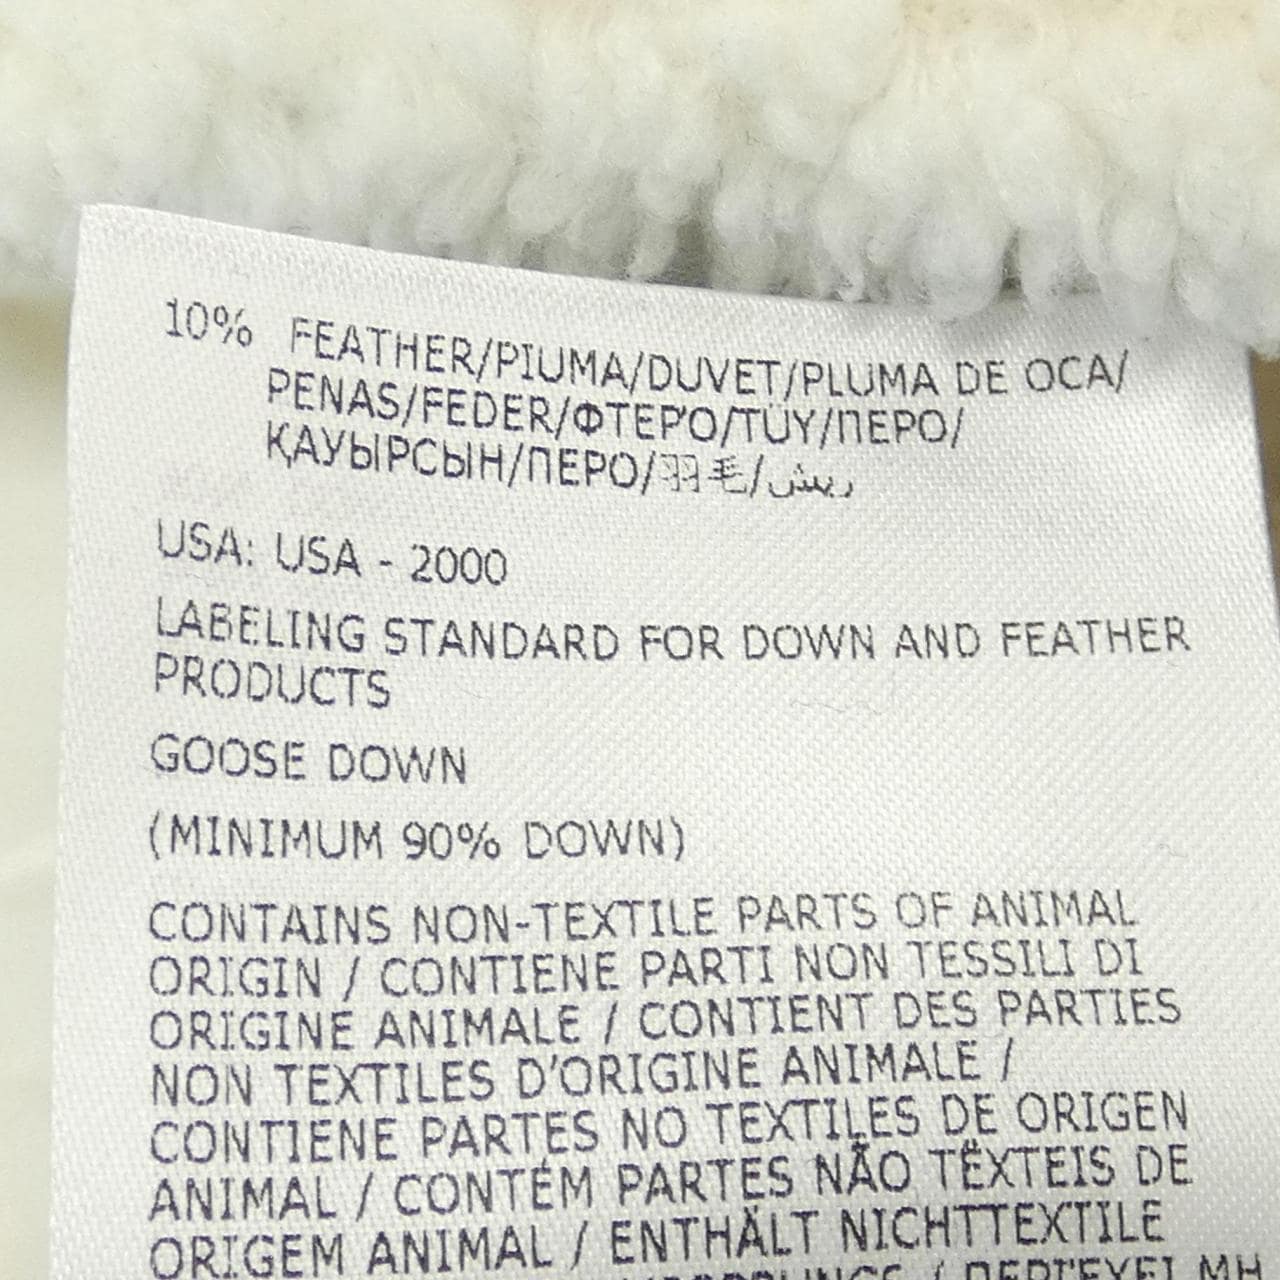 10% FEATHER/PIUMA/DUVET/PLUMA DE OCA/
PENAS/FEDER/ΦΤΕΡΌ/TÜY/ПЕРО/
ҚАУЫРСЫН/ПЕРО/羽毛/ريش
USA: USA - 2000
LABELING STANDARD FOR DOWN AND FEATHER
PRODUCTS
GOOSE DOWN
(MINIMUM 90% DOWN)
CONTAINS NON-TEXTILE PARTS OF ANIMAL
ORIGIN / CONTIENE PARTI NON TESSILI DI
ORIGINE ANIMALE / CONTIENT DES PARTIES
NON TEXTILES D'ORIGINE ANIMALE /
CONTIENE PARTES NO TEXTILES DE ORIGEN
ANIMAL / CONTÉM PARTES NÃO TÊXTEIS DE
ORIGEM ANIMAL / ENTHÄLT NICHTTEXTILE